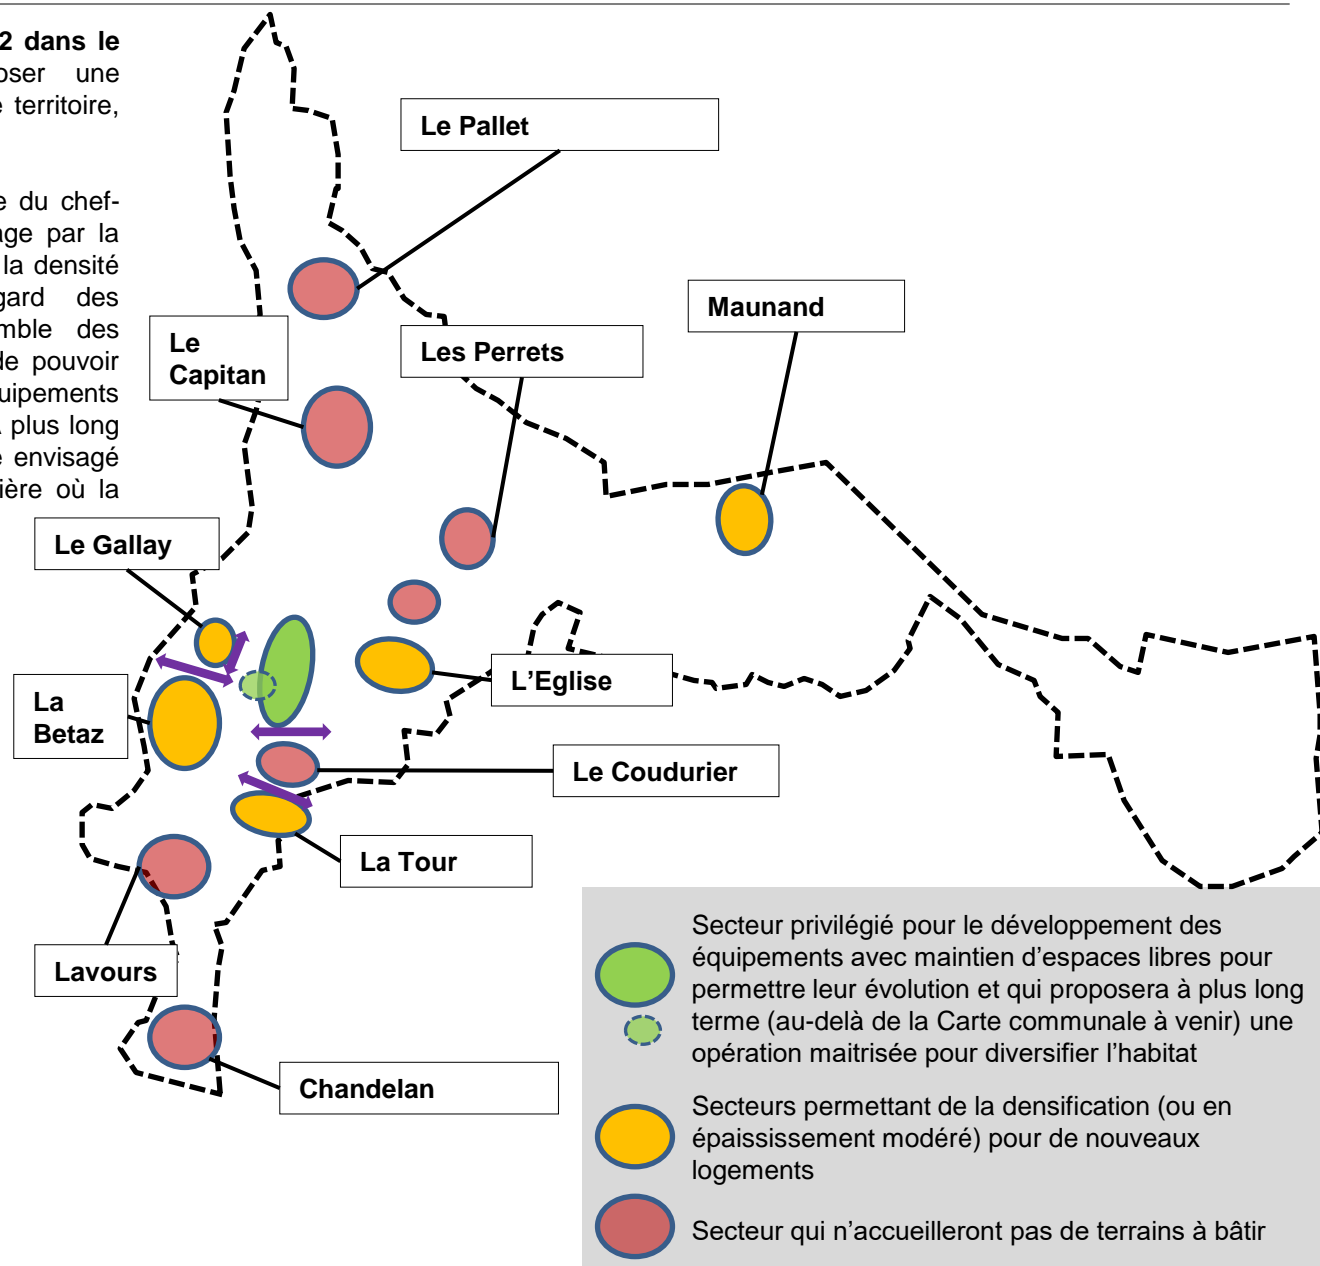 2 dans le
oser une
e territoire,
e du chef-
age par la
la densité
gard des
mble des
de pouvoir
uipements
plus long
e envisagé
ière où la
Le Pallet
Maunand
Le
Capitan
Les Perrets
Le Gallay
L’Eglise
La
Betaz
Le Coudurier
La Tour
Lavours
Chandelan
Secteur privilégié pour le développement des
équipements avec maintien d’espaces libres pour
permettre leur évolution et qui proposera à plus long
terme (au-delà de la Carte communale à venir) une
opération maitrisée pour diversifier l’habitat
Secteurs permettant de la densification (ou en
épaississement modéré) pour de nouveaux
logements
Secteur qui n’accueilleront pas de terrains à bâtir